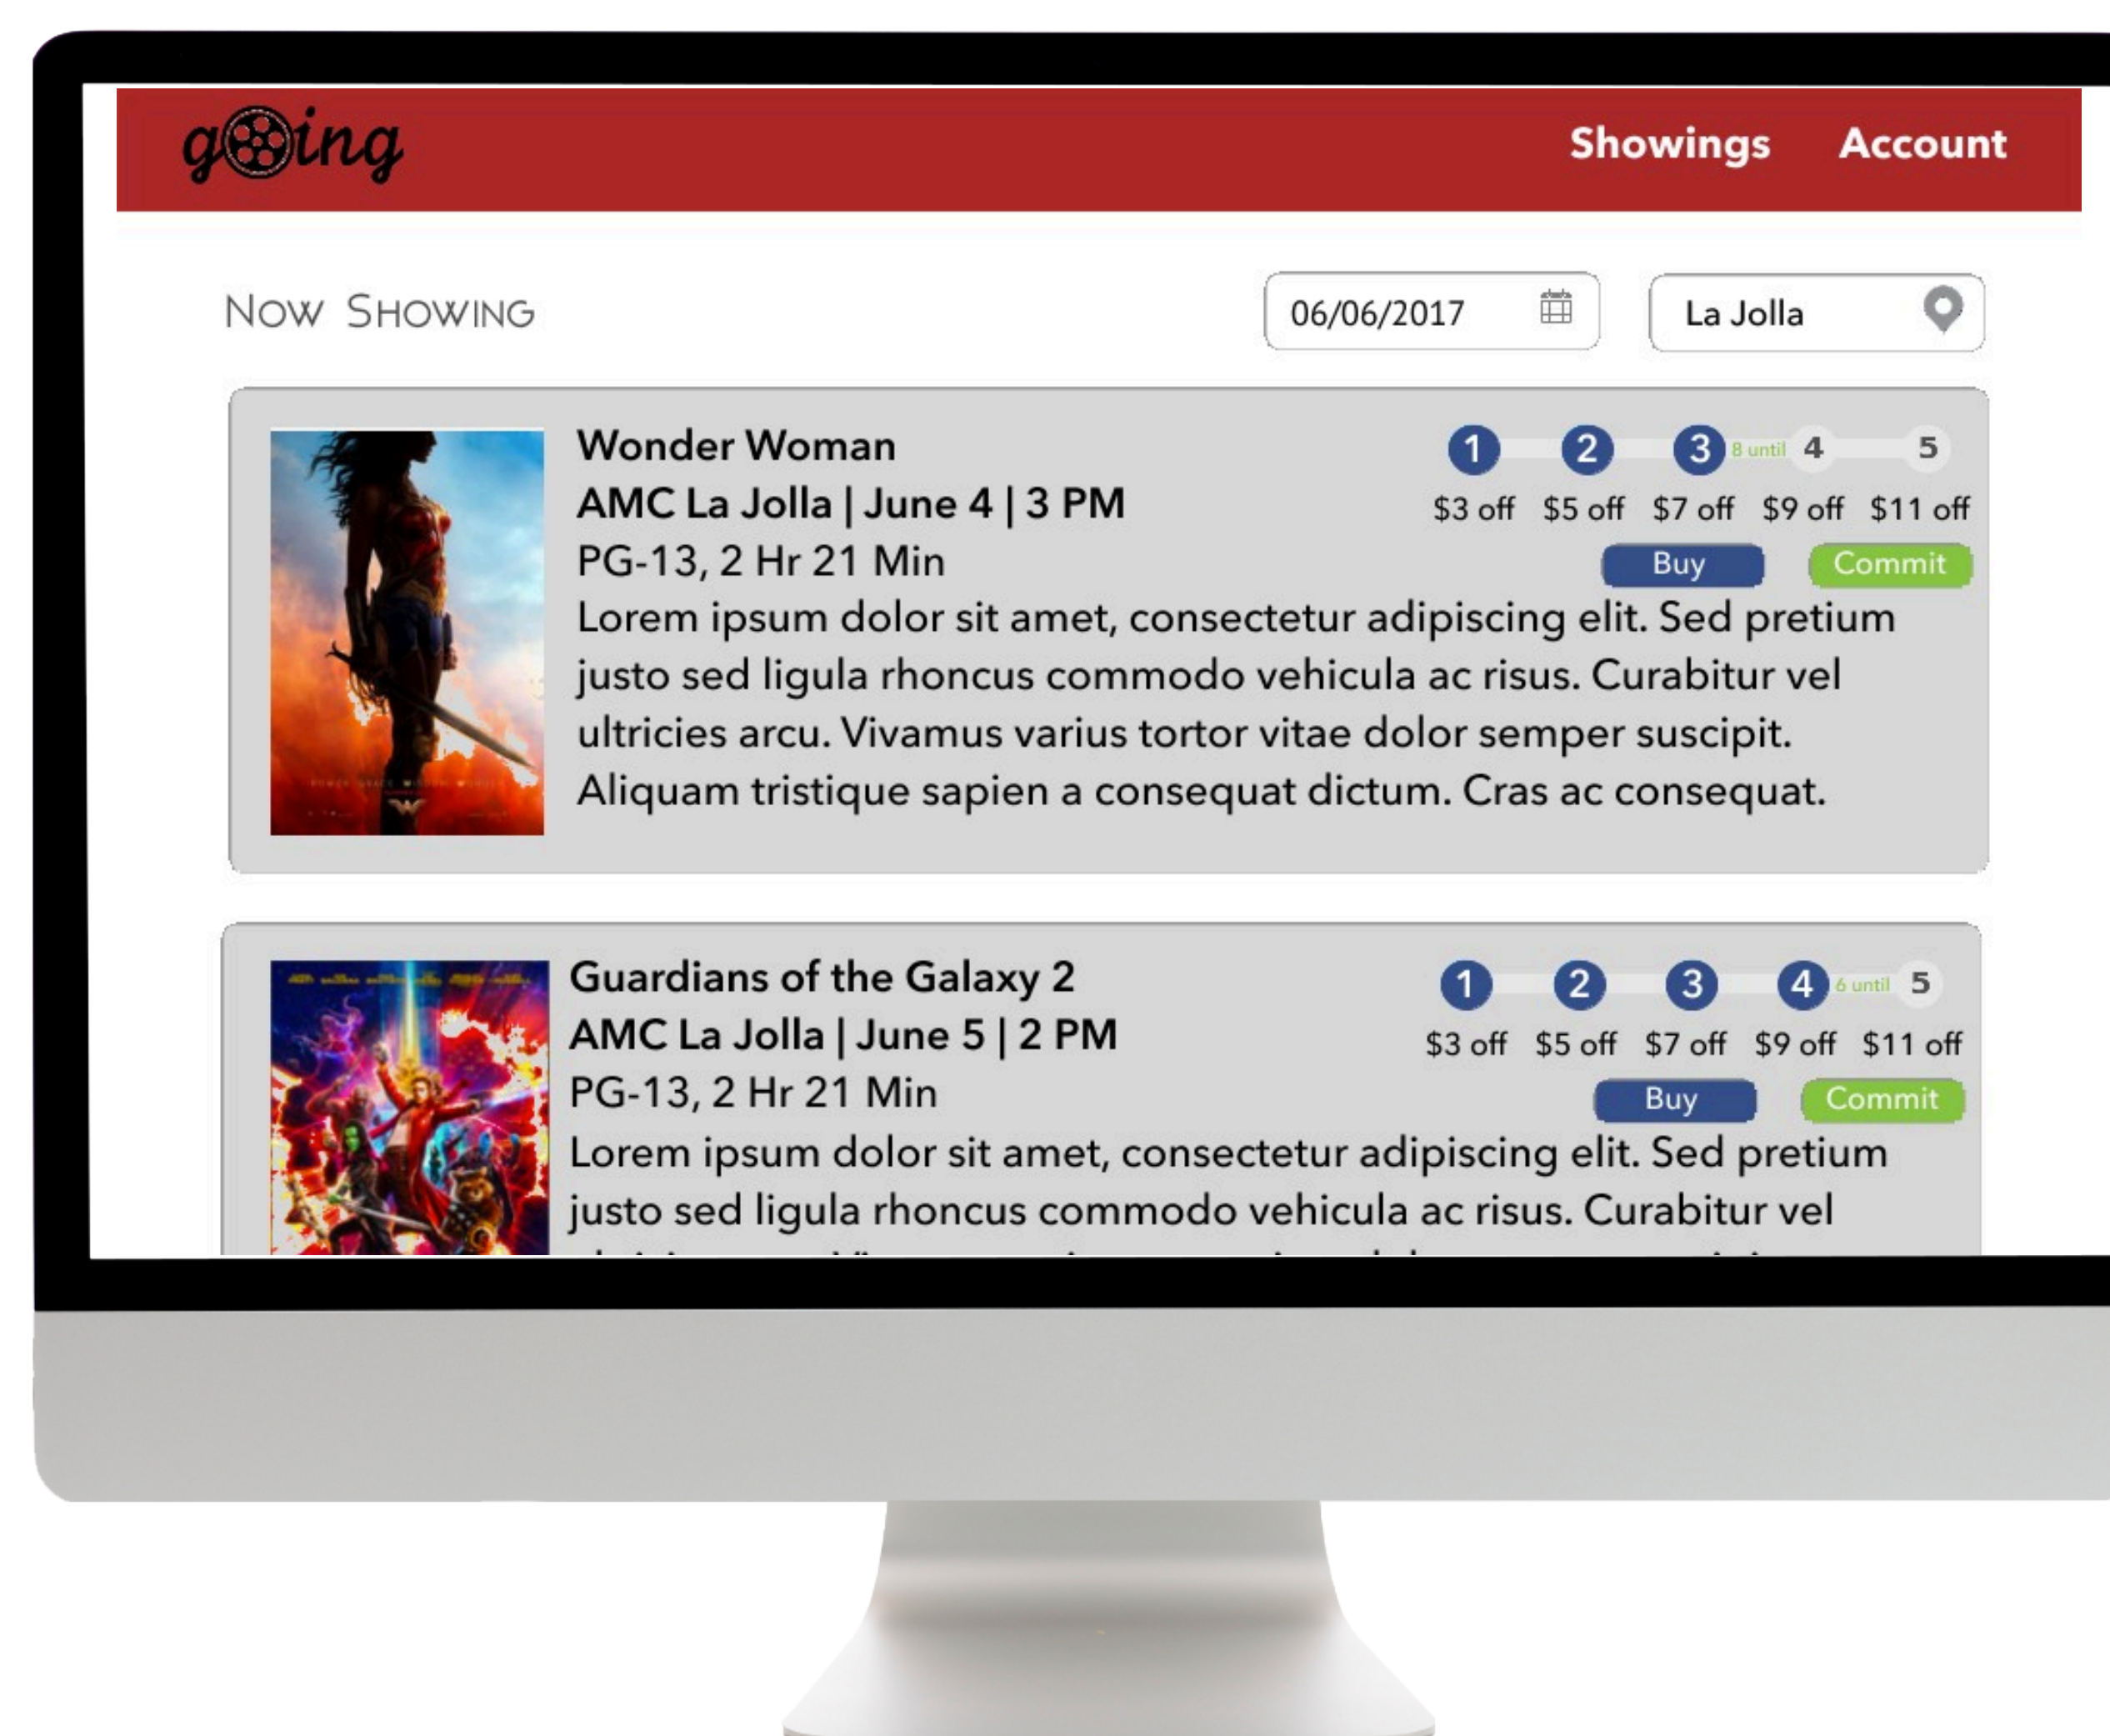 going
Showings Account
Now Showing
06/06/2017
La Jolla
Wonder Woman
AMC La Jolla | June 4 | 3 PM
PG-13, 2 Hr 21 Min
1 2 3 8 until 4 5
$3 off $5 off $7 off $9 off $11 off
Buy Commit
Lorem ipsum dolor sit amet, consectetur adipiscing elit. Sed pretium
justo sed ligula rhoncus commodo vehicula ac risus. Curabitur vel
ultricies arcu. Vivamus varius tortor vitae dolor semper suscipit.
Aliquam tristique sapien a consequat dictum. Cras ac consequat.
Guardians of the Galaxy 2
AMC La Jolla | June 5 | 2 PM
PG-13, 2 Hr 21 Min
1 2 3 4 6 until 5
$3 off $5 off $7 off $9 off $11 off
Buy Commit
Lorem ipsum dolor sit amet, consectetur adipiscing elit. Sed pretium
justo sed ligula rhoncus commodo vehicula ac risus. Curabitur vel